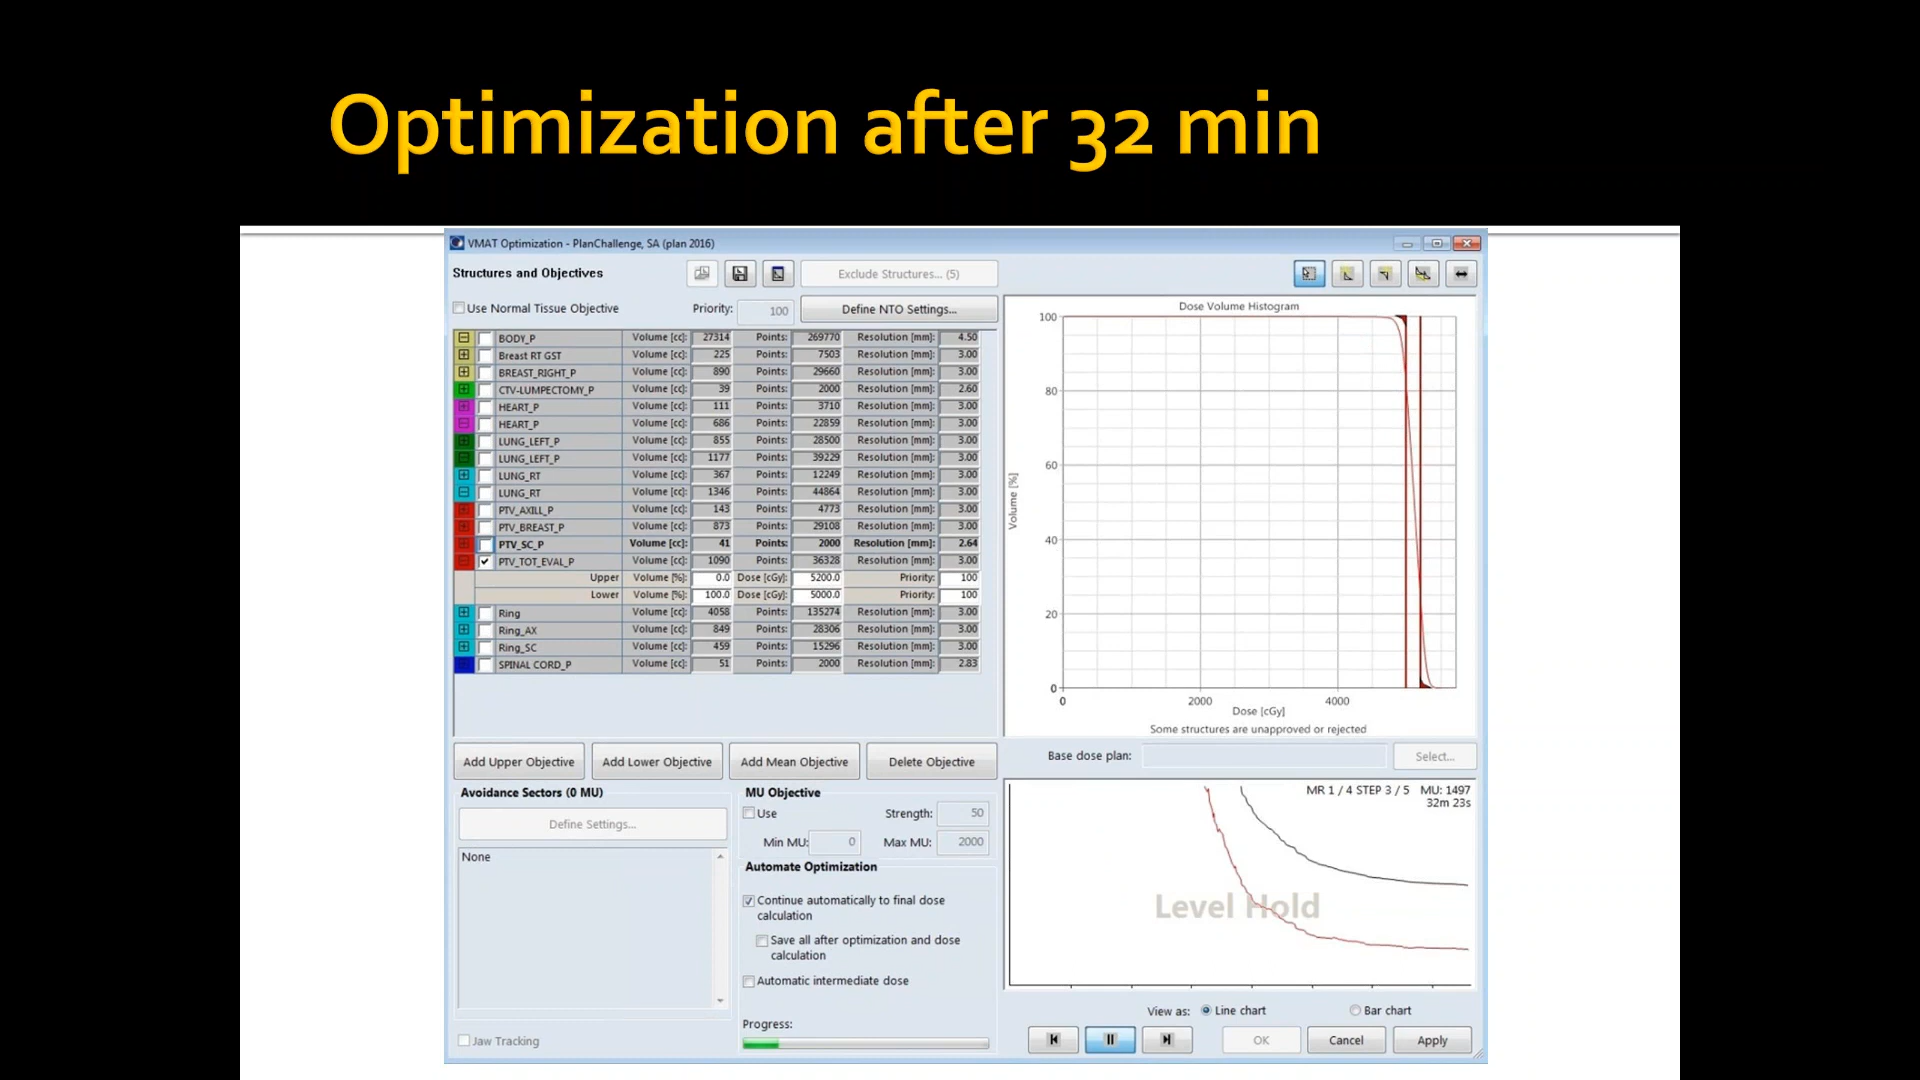 Optimization after 32 min
VMAT Optimization - PlanChallenge, SA (plan 2016)
Structures and Objectives
Exclude Structures... (5)
Use Normal Tissue Objective Priority: 100 Define NTO Settings...
BODY_P Volume [cc]: 27314 Points: 269770 Resolution [mm]: 4.50
Breast RT GST Volume [cc]: 225 Points: 7503 Resolution [mm]: 3.00
BREAST_RIGHT_P Volume [cc]: 890 Points: 29660 Resolution [mm]: 3.00
CTV-LUMPECTOMY_P Volume [cc]: 39 Points: 2000 Resolution [mm]: 2.60
HEART_P Volume [cc]: 111 Points: 3710 Resolution [mm]: 3.00
HEART_P Volume [cc]: 686 Points: 22859 Resolution [mm]: 3.00
LUNG_LEFT_P Volume [cc]: 855 Points: 28500 Resolution [mm]: 3.00
LUNG_LEFT_P Volume [cc]: 1177 Points: 39229 Resolution [mm]: 3.00
LUNG_RT Volume [cc]: 367 Points: 12249 Resolution [mm]: 3.00
LUNG_RT Volume [cc]: 1346 Points: 44864 Resolution [mm]: 3.00
PTV_AXILL_P Volume [cc]: 143 Points: 4773 Resolution [mm]: 3.00
PTV_BREAST_P Volume [cc]: 873 Points: 29108 Resolution [mm]: 3.00
PTV_SC_P Volume [cc]: 41 Points: 2000 Resolution [mm]: 2.64
PTV_TOT_EVAL_P Volume [cc]: 1090 Points: 36328 Resolution [mm]: 3.00
Upper Volume [%]: 0.0 Dose [cGy]: 5200.0 Priority: 100
Lower Volume [%]: 100.0 Dose [cGy]: 5000.0 Priority: 100
Ring Volume [cc]: 4058 Points: 135274 Resolution [mm]: 3.00
Ring_AX Volume [cc]: 849 Points: 28306 Resolution [mm]: 3.00
Ring_SC Volume [cc]: 459 Points: 15296 Resolution [mm]: 3.00
SPINAL CORD_P Volume [cc]: 51 Points: 2000 Resolution [mm]: 2.83
Add Upper Objective Add Lower Objective Add Mean Objective Delete Objective
Avoidance Sectors (0 MU)
Define Settings...
None
Jaw Tracking
MU Objective
Use Strength: 50
Min MU: 0 Max MU: 2000
Automate Optimization
Continue automatically to final dose
calculation
Save all after optimization and dose
calculation
Automatic intermediate dose
Progress:
Dose Volume Histogram
100
80
60
40
20
0
Volume [%]
0 2000 4000
Dose [cGy]
Some structures are unapproved or rejected
Base dose plan: Select...
MR 1 / 4 STEP 3 / 5 MU: 1497
32m 23s
Level Hold
View as: Line chart Bar chart
OK Cancel Apply